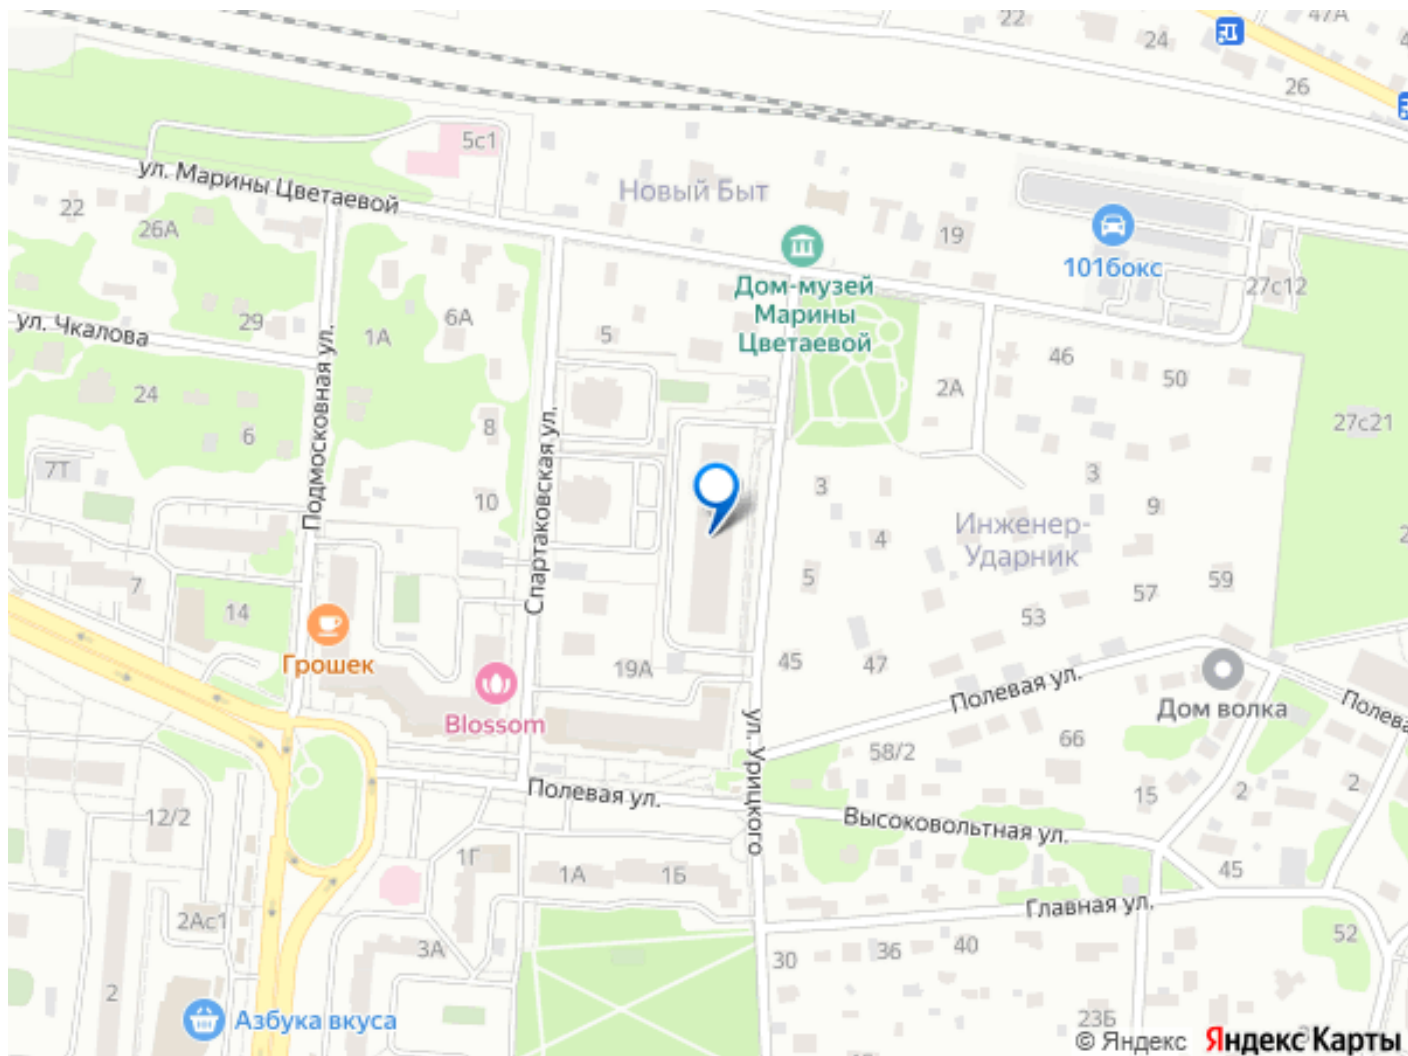 22
47А
24
26
5с1
ул. Марины Цветаевой
Новый Быт
22
26А
19
101бокс
27с12
Дом-музей
Марины
Цветаевой
ул. Чкалова
29
1А
6А
5
46
50
2А
24
6
8
27с21
7Т
Подмосковная ул.
10
Спартаковская ул.
3
3
9
4
Инженер-
Ударник
7
14
5
57
59
53
Грошек
19А
45
47
Blossom
ул. Урицкого
Полевая ул.
Дом волка
Полева
58/2
66
12/2
Полевая ул.
15
2
2
Высоковольтная ул.
1Г
1А
1Б
45
2Ас1
3А
Главная ул.
30
36
40
52
2
Азбука вкуса
23Б
© Яндекс
Яндекс Карты